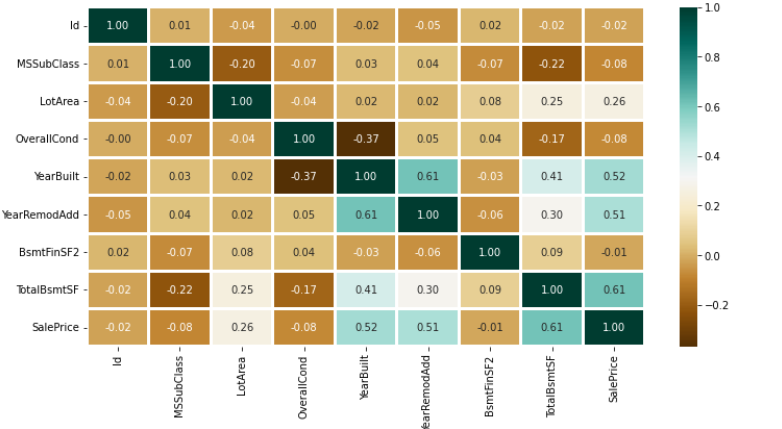 Id 1.00 0.01 -0.04 -0.00 -0.02 -0.05 0.02 -0.02 -0.02
MSSubClass 0.01 1.00 -0.20 -0.07 0.03 0.04 -0.07 -0.22 -0.08
LotArea -0.04 -0.20 1.00 -0.04 0.02 0.02 0.08 0.25 0.26
OverallCond -0.00 -0.07 -0.04 1.00 -0.37 0.05 0.04 -0.17 -0.08
YearBuilt -0.02 0.03 0.02 -0.37 1.00 0.61 -0.03 0.41 0.52
YearRemodAdd -0.05 0.04 0.02 0.05 0.61 1.00 -0.06 0.30 0.51
BsmtFinSF2 0.02 -0.07 0.08 0.04 -0.03 -0.06 1.00 0.09 -0.01
TotalBsmtSF -0.02 -0.22 0.25 -0.17 0.41 0.30 0.09 1.00 0.61
SalePrice -0.02 -0.08 0.26 -0.08 0.52 0.51 -0.01 0.61 1.00
Id
MSSubClass
LotArea
OverallCond
YearBuilt
YearRemodAdd
BsmtFinSF2
TotalBsmtSF
SalePrice
1.0
0.8
0.6
0.4
0.2
0.0
−0.2